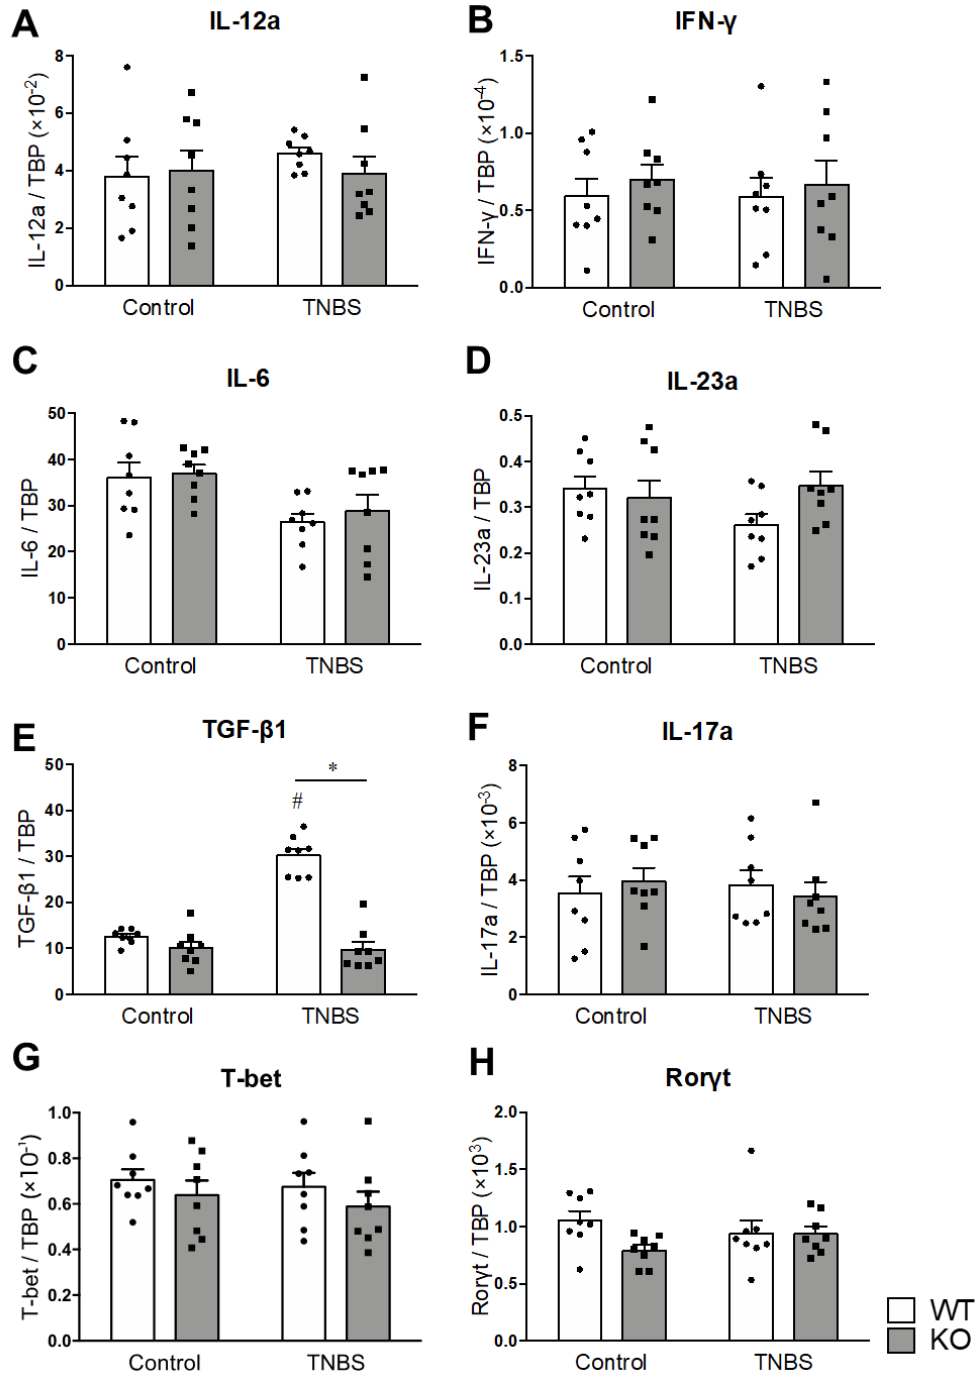 A
IL-12a
IL-12a / TBP (×10⁻²)
8
6
4
2
0
Control
TNBS
B
IFN-γ
IFN-γ / TBP (×10⁻⁴)
1.5
1.0
0.5
0.0
Control
TNBS
C
IL-6
IL-6 / TBP
50
40
30
20
10
0
Control
TNBS
D
IL-23a
IL-23a / TBP
0.5
0.4
0.3
0.2
0.1
0.0
Control
TNBS
E
TGF-β1
TGF-β1 / TBP
50
40
30
20
10
0
*
#
Control
TNBS
F
IL-17a
IL-17a / TBP (×10⁻³)
8
6
4
2
0
Control
TNBS
G
T-bet
T-bet / TBP (×10⁻¹)
1.0
0.8
0.6
0.4
0.2
0.0
Control
TNBS
H
Rorγt
Rorγt / TBP (×10³)
2.0
1.5
1.0
0.5
0.0
Control
TNBS
WT
KO